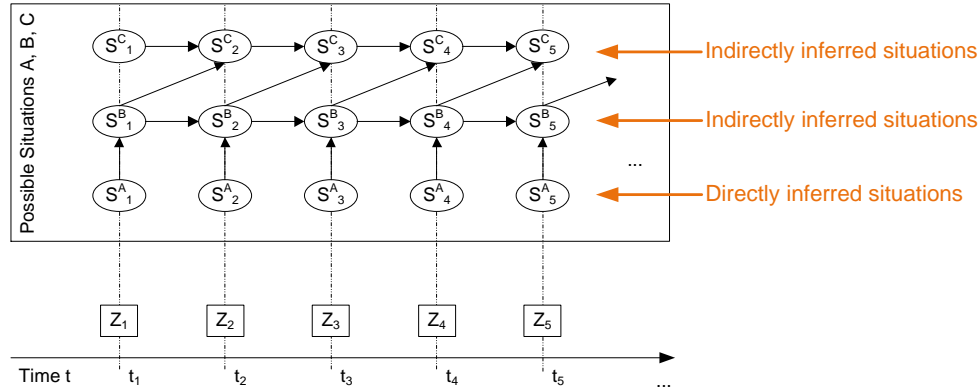 Possible Situations A, B, C
S^C_1 S^C_2 S^C_3 S^C_4 S^C_5 Indirectly inferred situations
S^B_1 S^B_2 S^B_3 S^B_4 S^B_5 Indirectly inferred situations
...
S^A_1 S^A_2 S^A_3 S^A_4 S^A_5 Directly inferred situations
Z_1 Z_2 Z_3 Z_4 Z_5
Time t t_1 t_2 t_3 t_4 t_5 ...